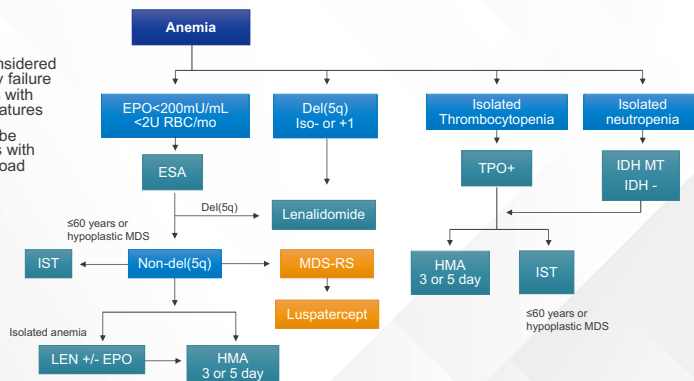 Anemia
nsidered
y failure
s with
atures
be
s with
oad
EPO<200mU/mL
<2U RBC/mo
Del(5q)
Iso- or +1
Isolated
Thrombocytopenia
Isolated
neutropenia
ESA
TPO+
IDH MT
IDH -
Del(5q)
Lenalidomide
≤60 years or
hypoplastic MDS
IST
Non-del(5q)
MDS-RS
HMA
3 or 5 day
IST
Luspatercept
≤60 years or
hypoplastic MDS
Isolated anemia
LEN +/- EPO
HMA
3 or 5 day